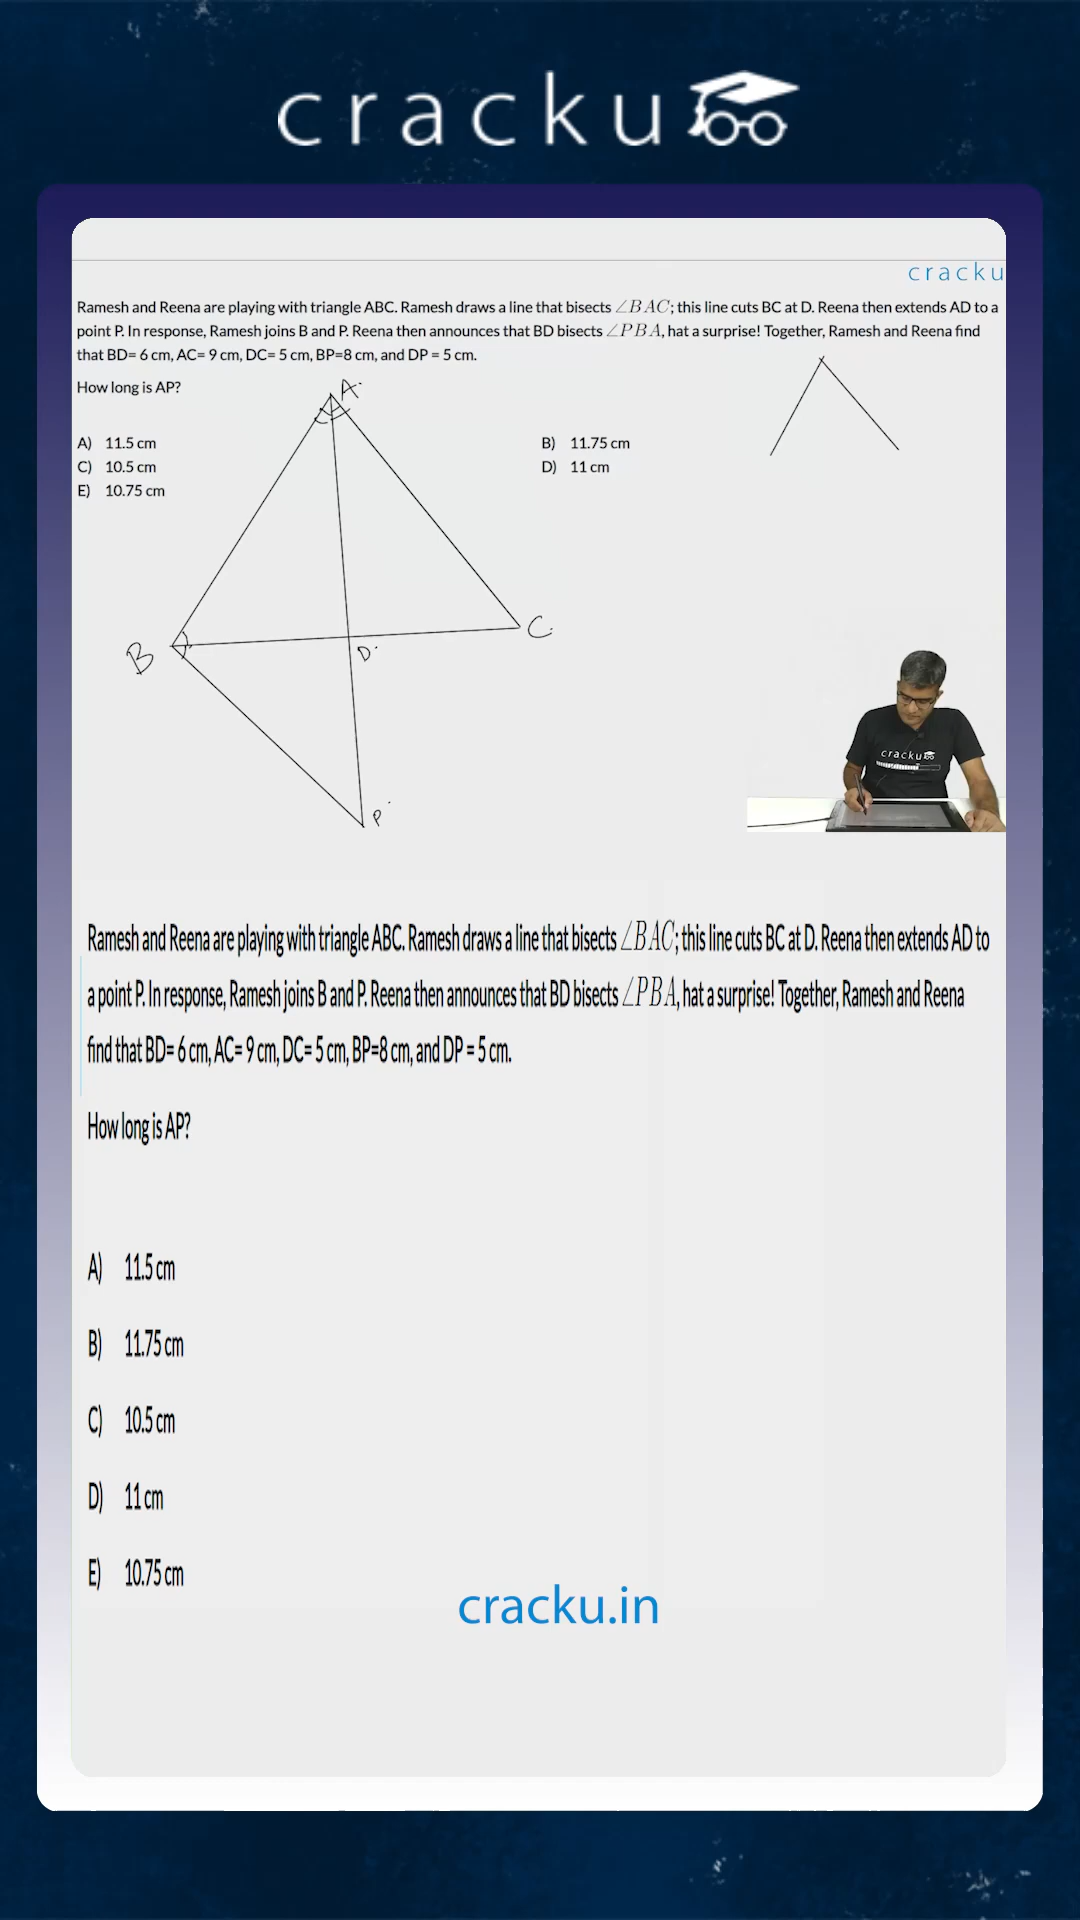 cracku
cracku
Ramesh and Reena are playing with triangle ABC. Ramesh draws a line that bisects ∠BAC; this line cuts BC at D. Reena then extends AD to a
point P. In response, Ramesh joins B and P. Reena then announces that BD bisects ∠PBA, hat a surprise! Together, Ramesh and Reena find
that BD= 6 cm, AC= 9 cm, DC= 5 cm, BP=8 cm, and DP = 5 cm.
How long is AP?
A) 11.5 cm
B) 11.75 cm
C) 10.5 cm
D) 11 cm
E) 10.75 cm
A
B
C
D
P
cracku
Ramesh and Reena are playing with triangle ABC. Ramesh draws a line that bisects ∠BAC; this line cuts BC at D. Reena then extends AD to
a point P. In response, Ramesh joins B and P. Reena then announces that BD bisects ∠PBA, hat a surprise! Together, Ramesh and Reena
find that BD= 6 cm, AC= 9 cm, DC= 5 cm, BP=8 cm, and DP = 5 cm.
How long is AP?
A) 11.5 cm
B) 11.75 cm
C) 10.5 cm
D) 11 cm
E) 10.75 cm
cracku.in